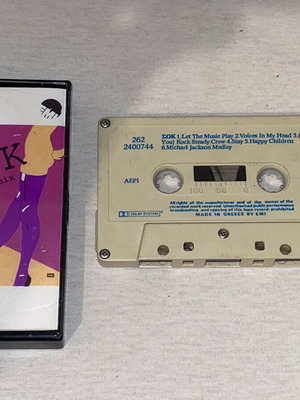 K
ix
262
2400744
ΣΟΚ 1.Let The Music Play 2.Voices In My Head 3.(
You) Rock Steady Crew 4.Stay 5.Happy Children
6.Michael Jackson Medley
AEPI
100 50 0
DOLBY SYSTEM
All rights of the manufacturer and of the owner of the
recorded work reserved Unauthorised public performance
broadcasting and copying of this tape record prohibited
MADE IN GREECE BY EMI